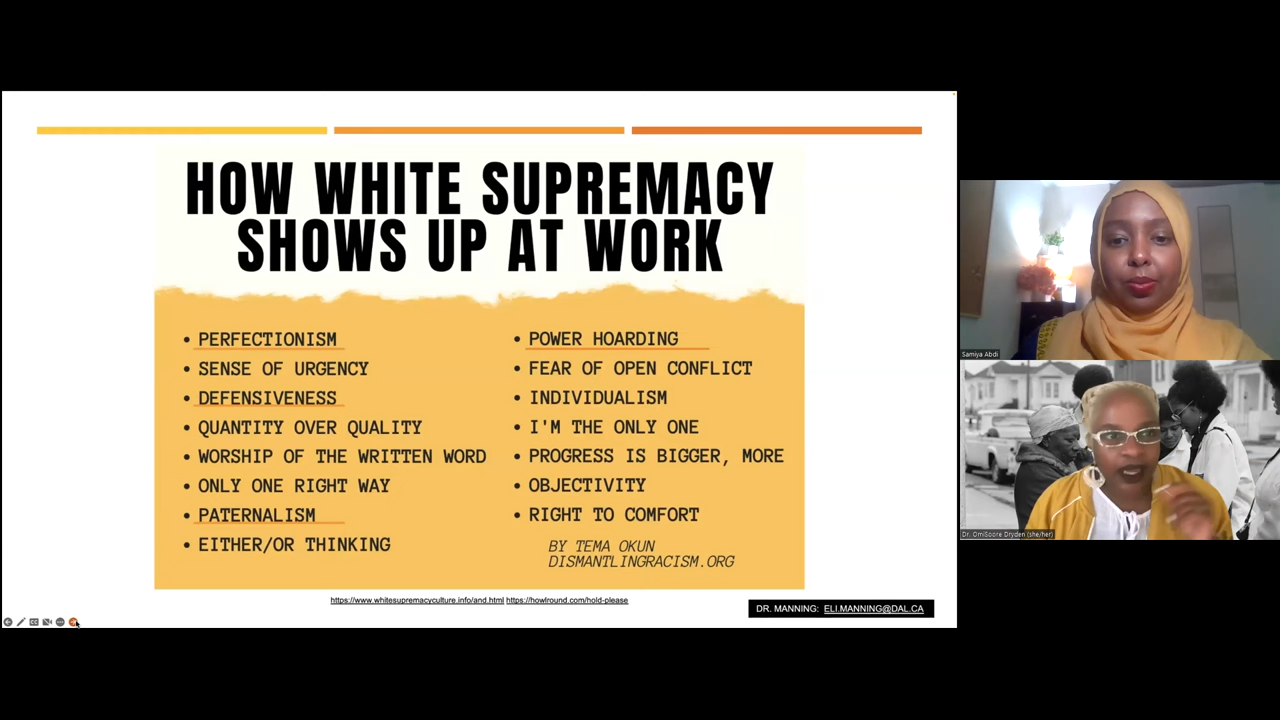 HOW WHITE SUPREMACY
SHOWS UP AT WORK
• PERFECTIONISM
• SENSE OF URGENCY
• DEFENSIVENESS
• QUANTITY OVER QUALITY
• WORSHIP OF THE WRITTEN WORD
• ONLY ONE RIGHT WAY
• PATERNALISM
• EITHER/OR THINKING
• POWER HOARDING
• FEAR OF OPEN CONFLICT
• INDIVIDUALISM
• I'M THE ONLY ONE
• PROGRESS IS BIGGER, MORE
• OBJECTIVITY
• RIGHT TO COMFORT
BY TEMA OKUN
DISMANTLINGRACISM.ORG
https://www.whitesupremacyculture.info/and.html https://howlround.com/hold-please
DR. MANNING: ELI.MANNING@DAL.CA
Samiya Abdi
Dr. OmiSoore Dryden (she/her)